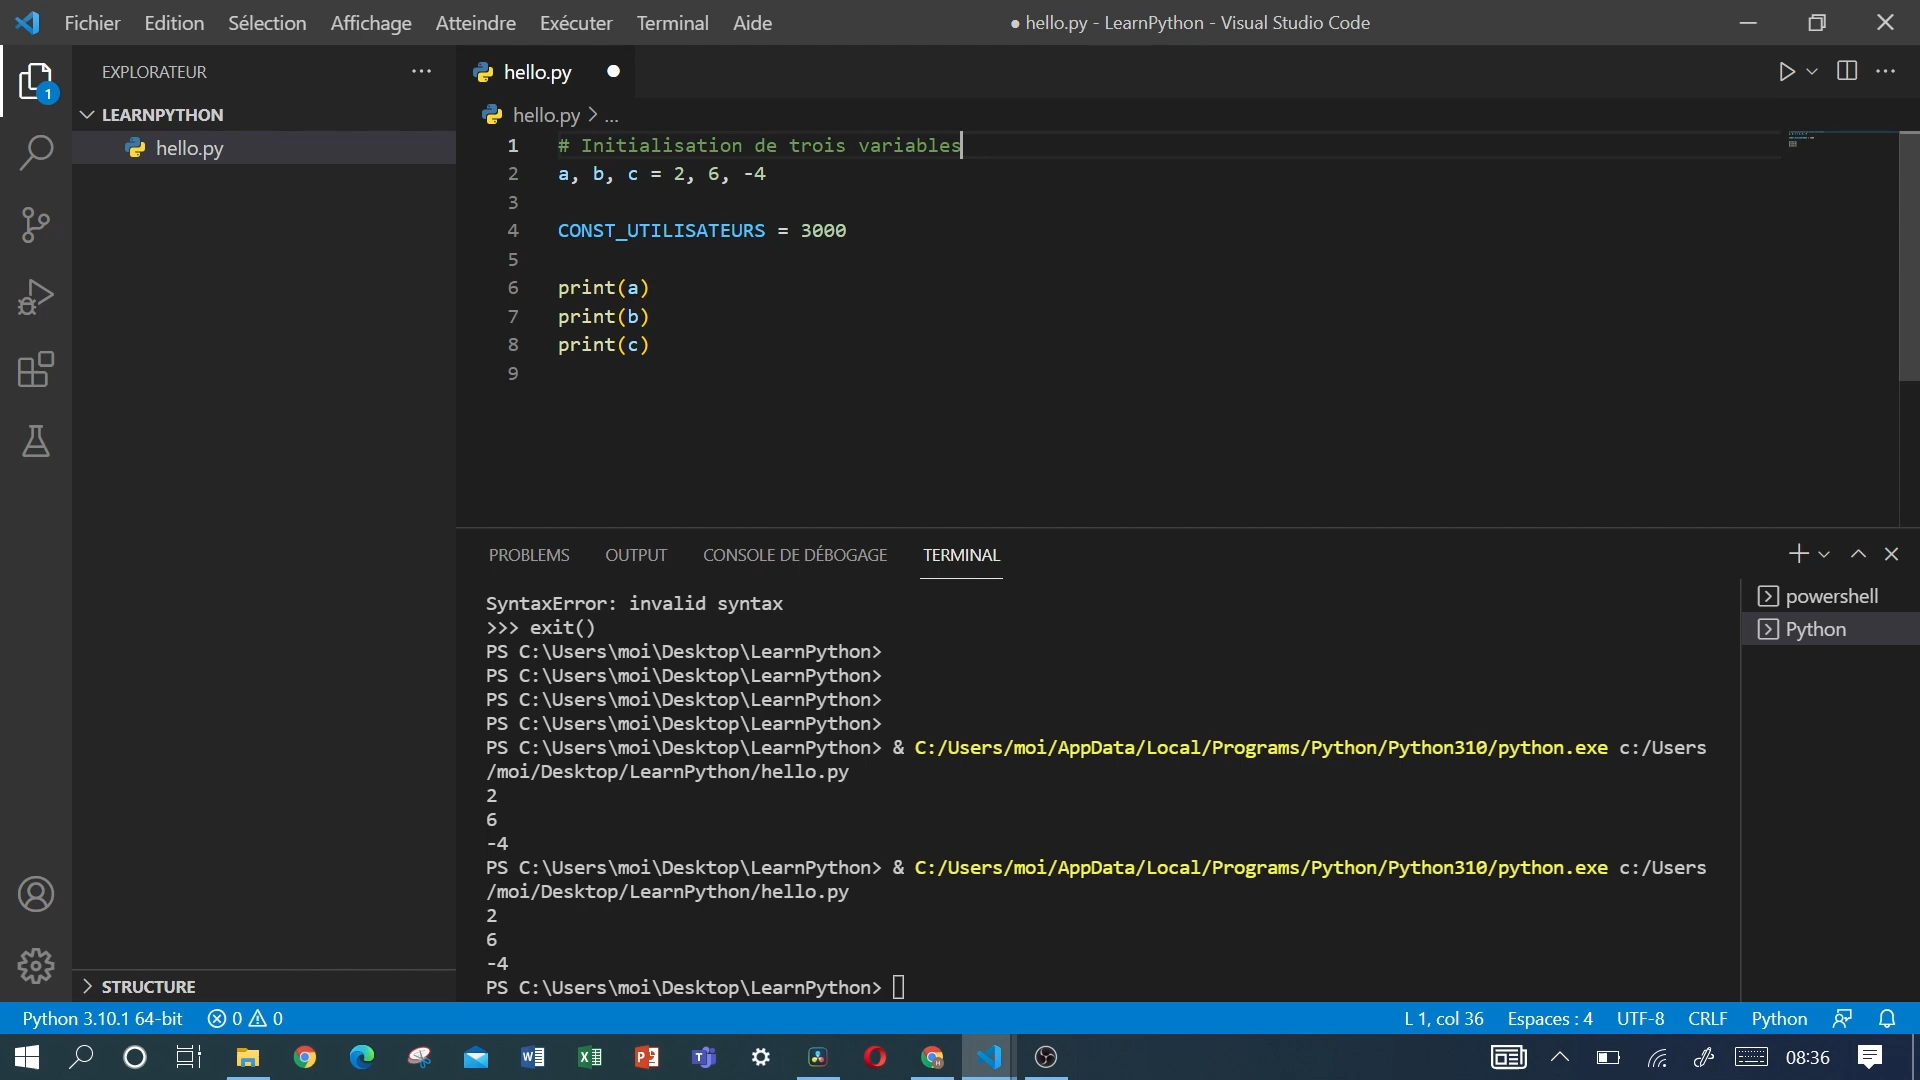 Fichier Edition Sélection Affichage Atteindre Exécuter Terminal Aide
● hello.py - LearnPython - Visual Studio Code
EXPLORATEUR
1
LEARNPYTHON
hello.py
STRUCTURE
hello.py
hello.py > ...
1 # Initialisation de trois variables
2 a, b, c = 2, 6, -4
3
4 CONST_UTILISATEURS = 3000
5
6 print(a)
7 print(b)
8 print(c)
9
PROBLEMS OUTPUT CONSOLE DE DÉBOGAGE TERMINAL
SyntaxError: invalid syntax
>>> exit()
PS C:\Users\moi\Desktop\LearnPython>
PS C:\Users\moi\Desktop\LearnPython>
PS C:\Users\moi\Desktop\LearnPython>
PS C:\Users\moi\Desktop\LearnPython>
PS C:\Users\moi\Desktop\LearnPython> & C:/Users/moi/AppData/Local/Programs/Python/Python310/python.exe c:/Users
/moi/Desktop/LearnPython/hello.py
2
6
-4
PS C:\Users\moi\Desktop\LearnPython> & C:/Users/moi/AppData/Local/Programs/Python/Python310/python.exe c:/Users
/moi/Desktop/LearnPython/hello.py
2
6
-4
PS C:\Users\moi\Desktop\LearnPython>
powershell
Python
Python 3.10.1 64-bit 0 0
L 1, col 36 Espaces : 4 UTF-8 CRLF Python
08:36